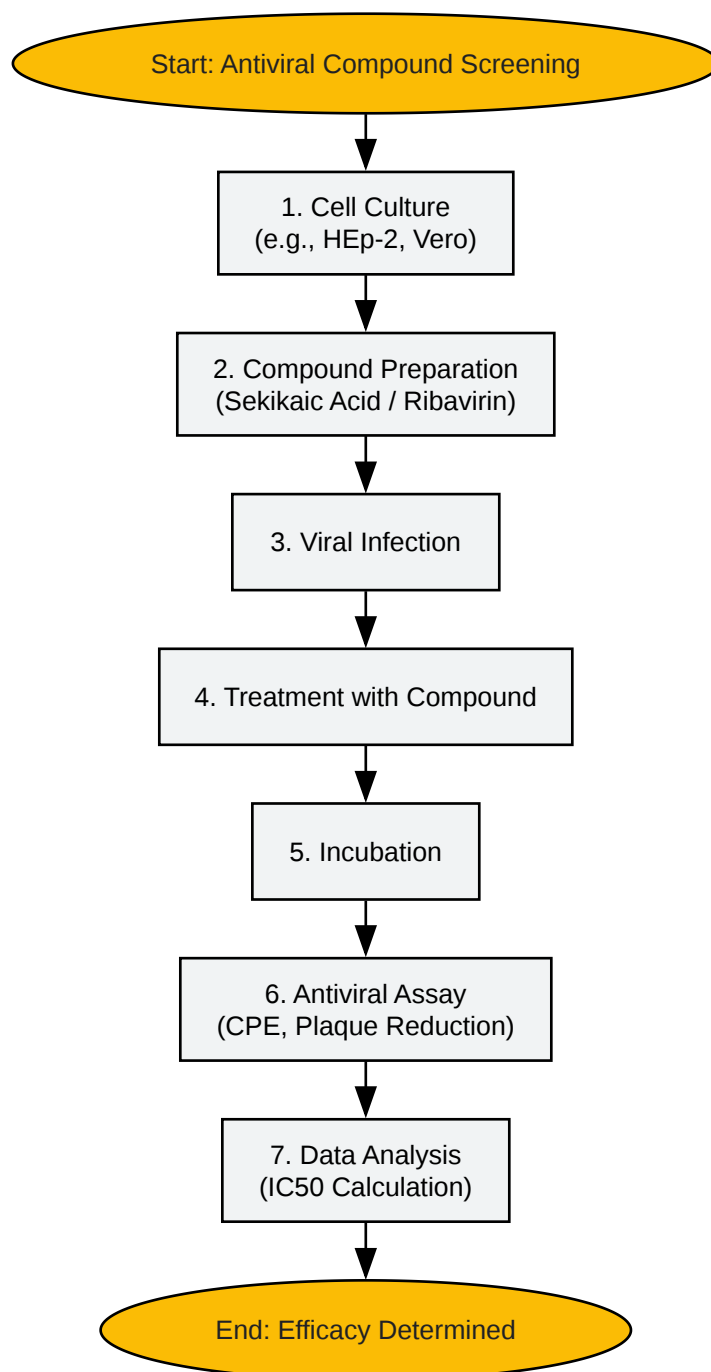 Start: Antiviral Compound Screening
1. Cell Culture
(e.g., HEp-2, Vero)
2. Compound Preparation
(Sekikaic Acid / Ribavirin)
3. Viral Infection
4. Treatment with Compound
5. Incubation
6. Antiviral Assay
(CPE, Plaque Reduction)
7. Data Analysis
(IC50 Calculation)
End: Efficacy Determined